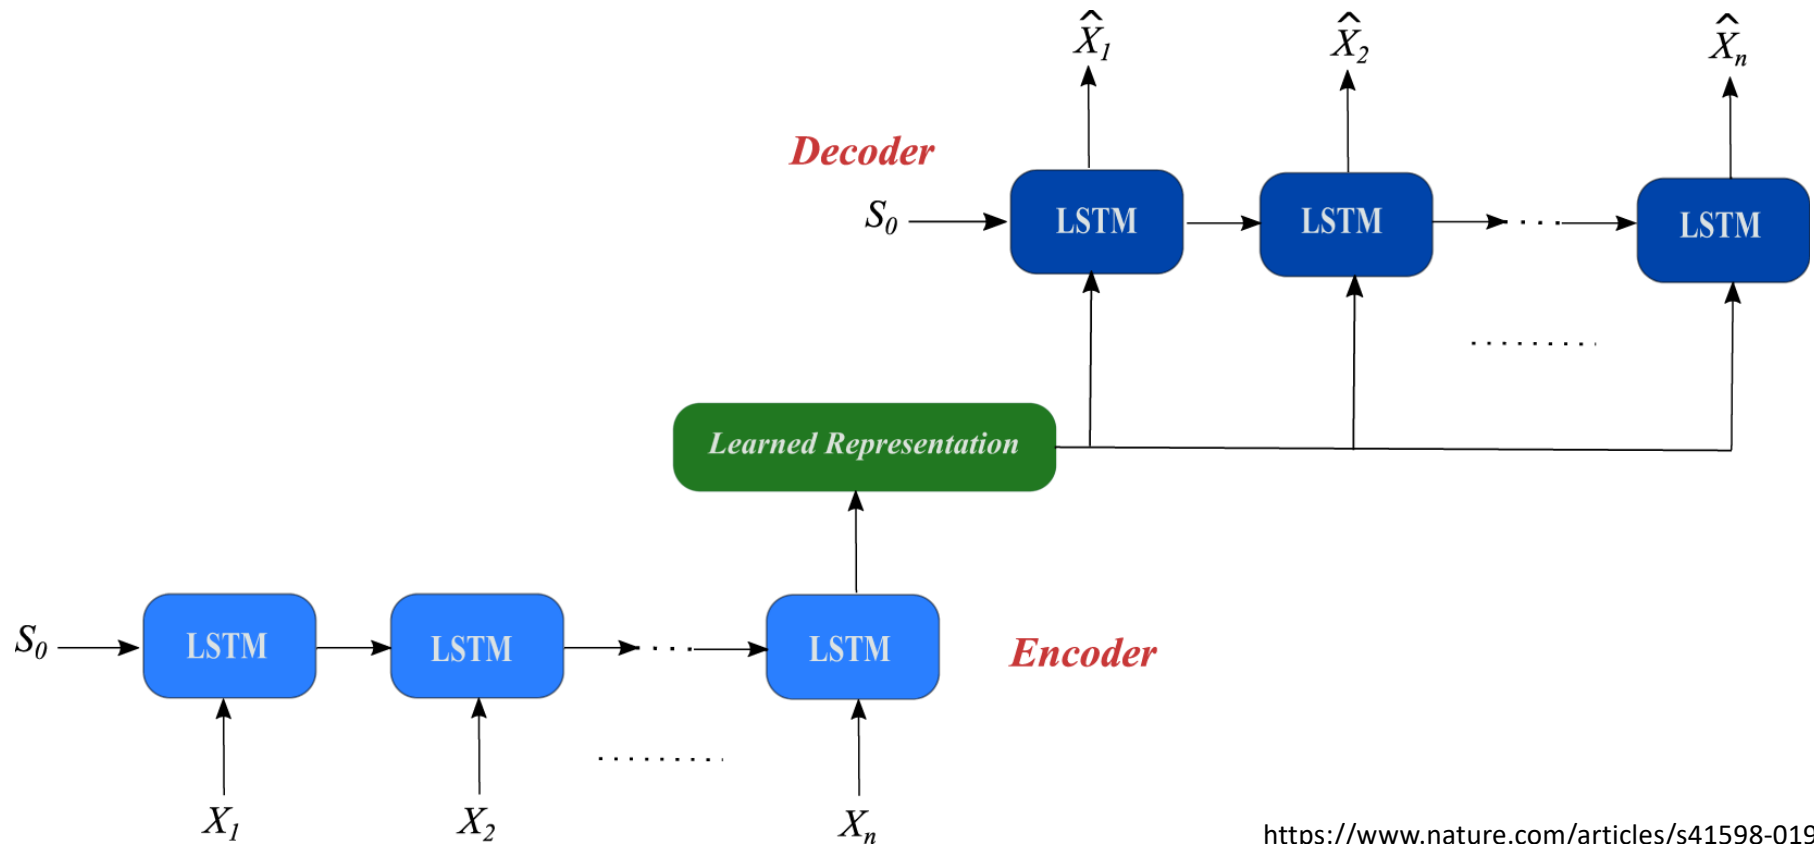 X̂1 X̂2 X̂n
Decoder
S0 LSTM LSTM ... LSTM
.........
Learned Representation
S0 LSTM LSTM ... LSTM Encoder
.........
X1 X2 Xn
https://www.nature.com/articles/s41598-019